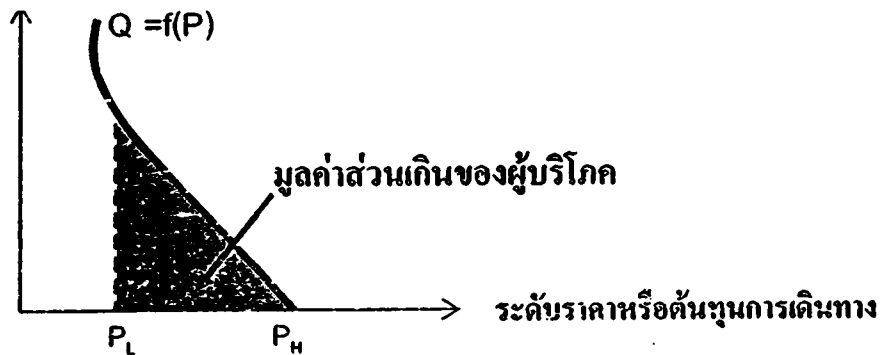 Q =f(P)
มูลค่าส่วนเกินของผู้บริโภค
ระดับราคาหรือต้นทุนการเดินทาง
P_L P_H